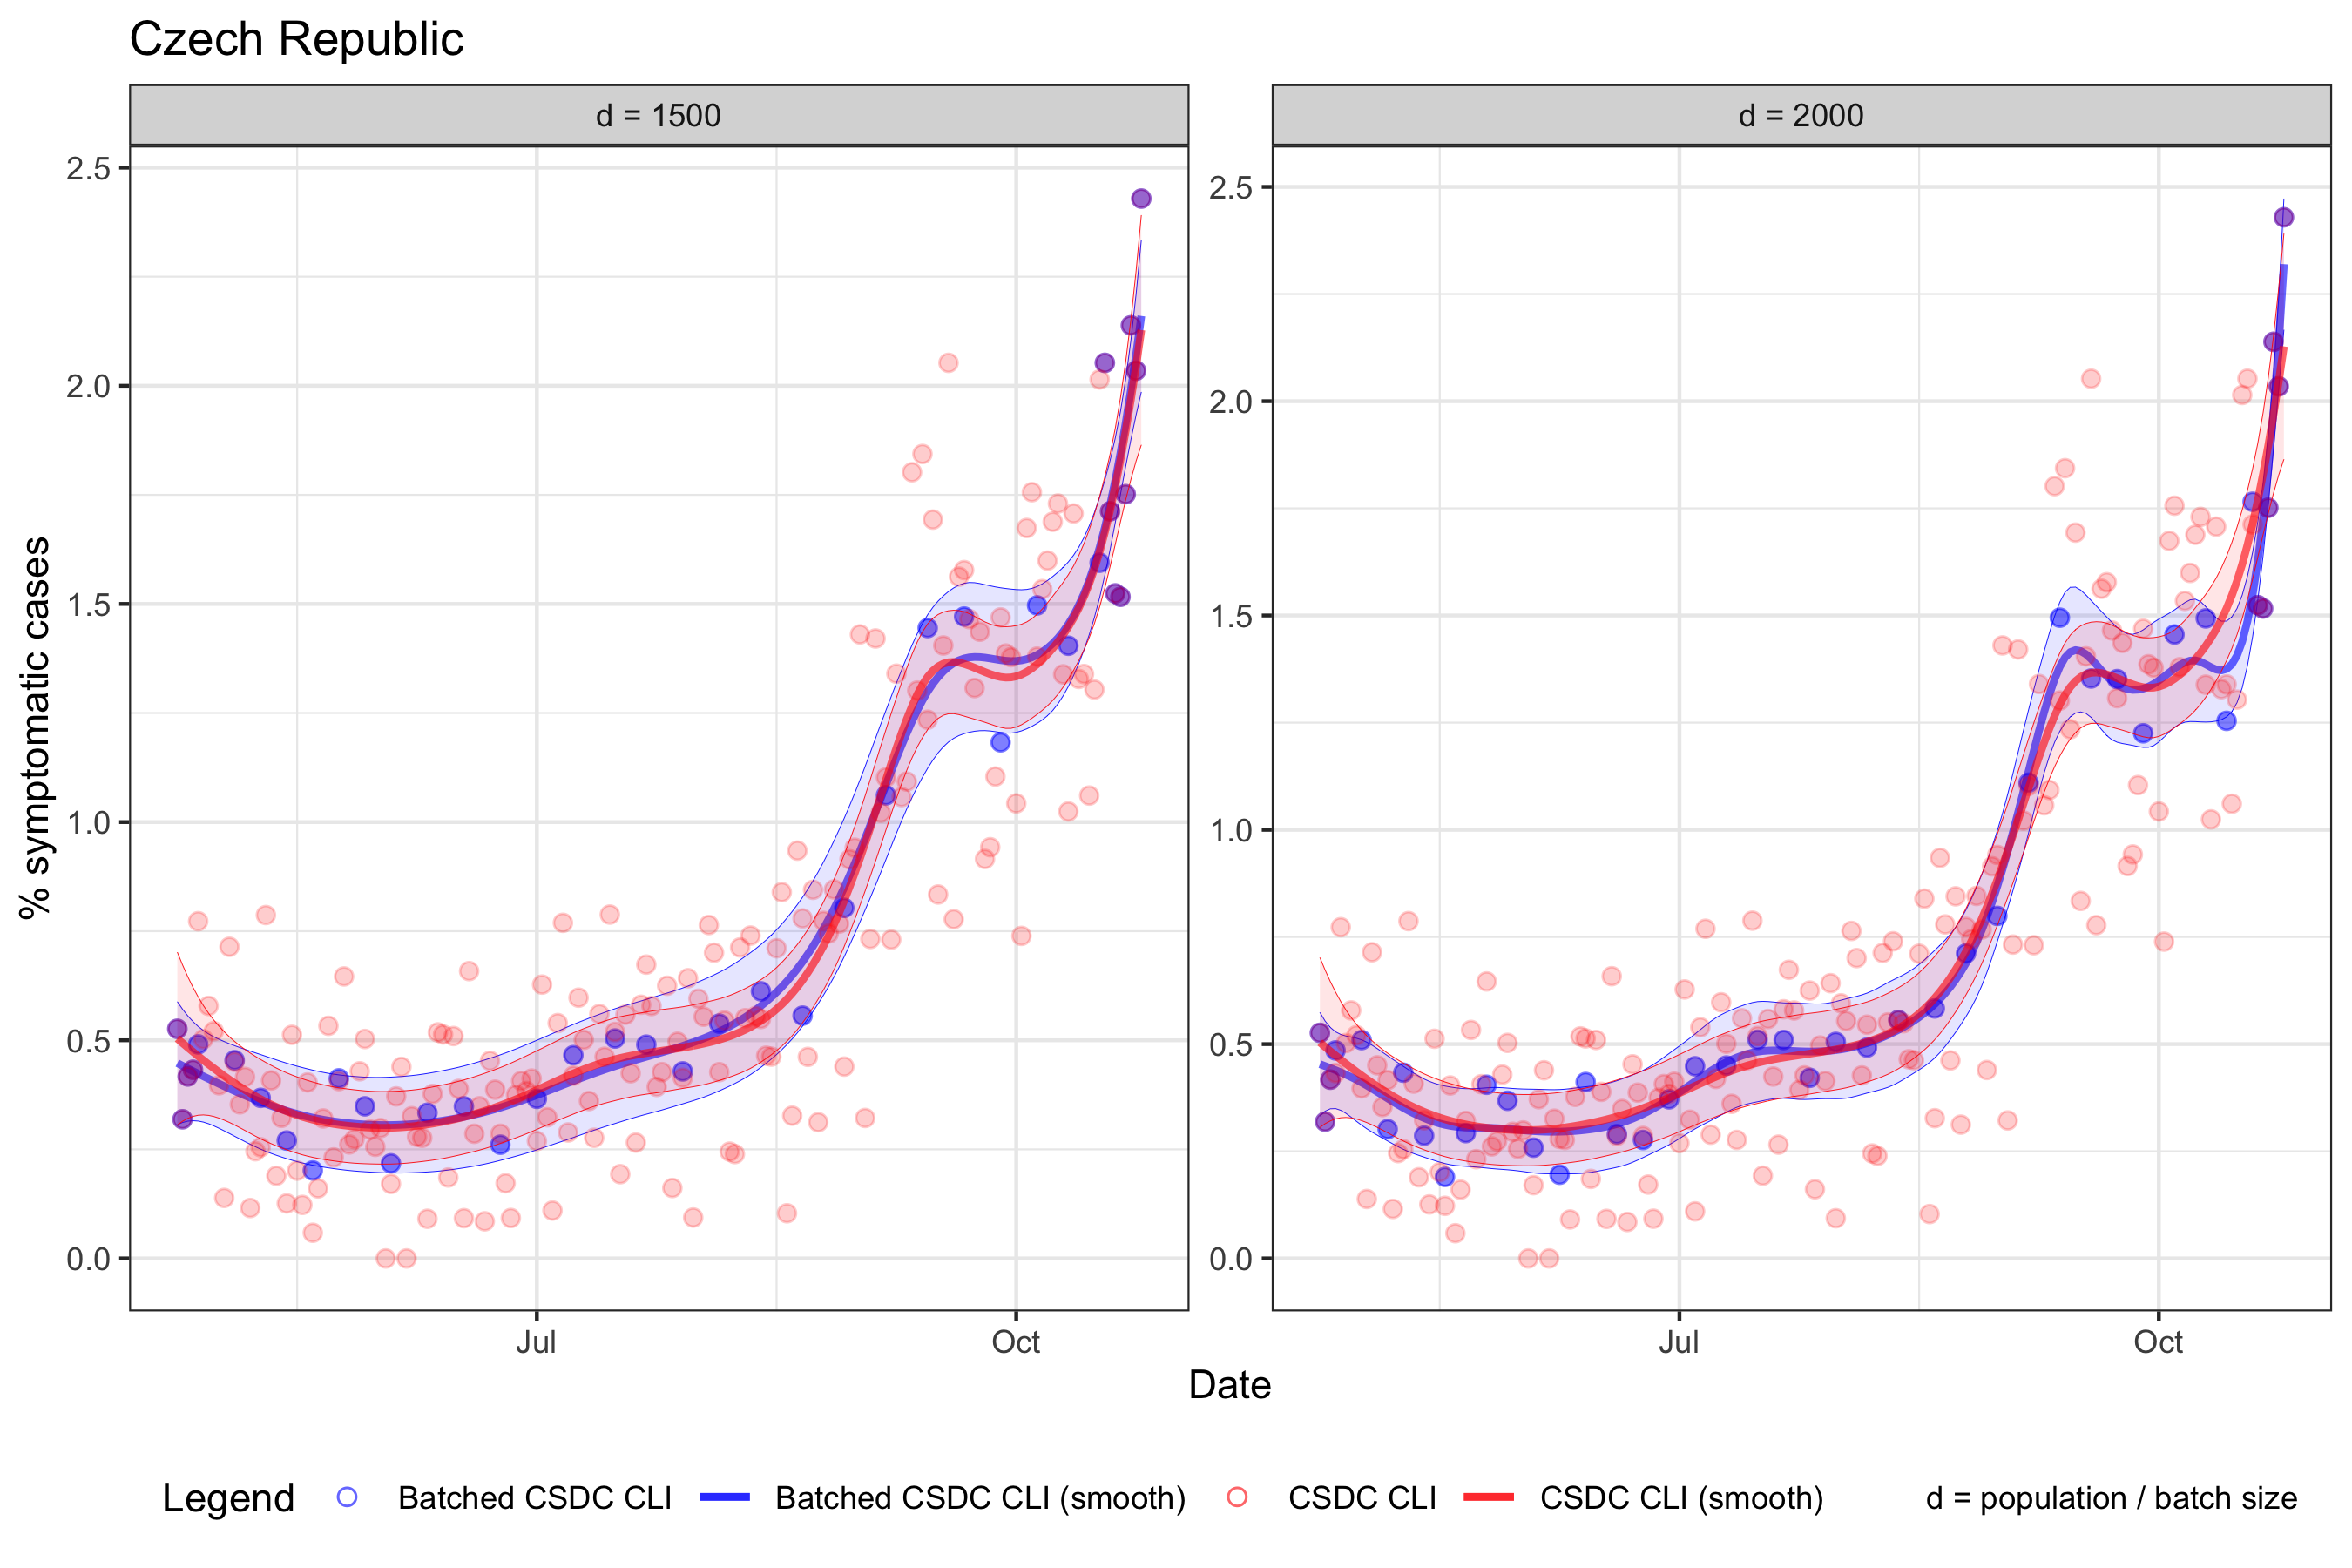 Czech Republic
d = 1500
d = 2000
% symptomatic cases
2.5
2.0
1.5
1.0
0.5
0.0
2.5
2.0
1.5
1.0
0.5
0.0
Jul
Oct
Jul
Oct
Date
Legend Batched CSDC CLI Batched CSDC CLI (smooth) CSDC CLI CSDC CLI (smooth) d = population / batch size